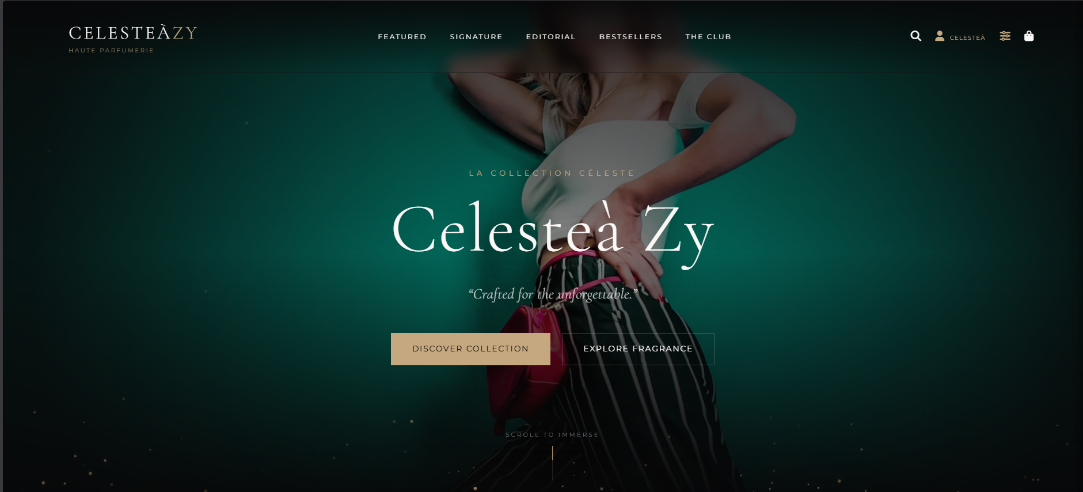 CELESTEÀZY
HAUTE PARFUMERIE
FEATURED SIGNATURE EDITORIAL BESTSELLERS THE CLUB
CELESTEÀ
LA COLLECTION CÉLESTE
Celesteà Zy
“Crafted for the unforgettable.”
DISCOVER COLLECTION EXPLORE FRAGRANCE
SCROLL TO IMMERSE